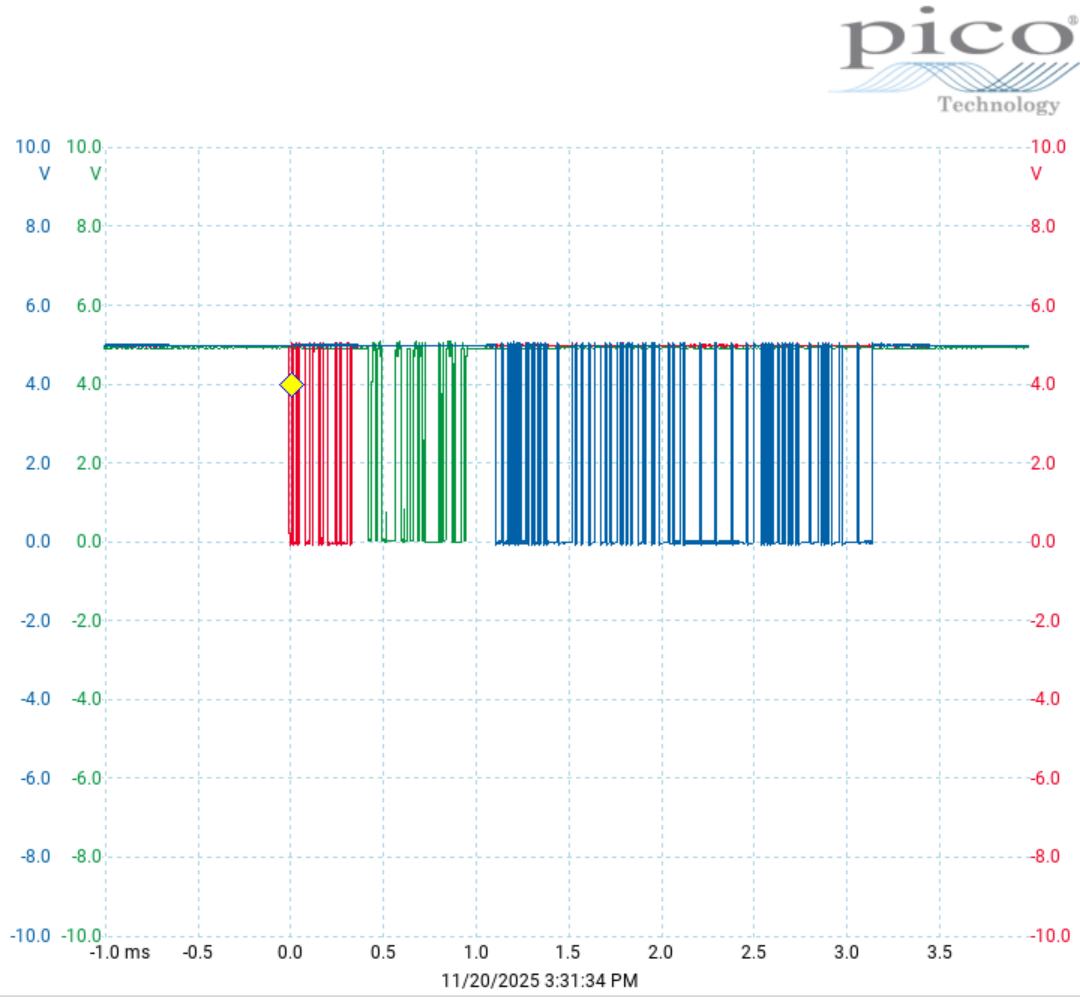 pico®
Technology
10.0 10.0 10.0
V V V
8.0 8.0 8.0
6.0 6.0 6.0
4.0 4.0 4.0
2.0 2.0 2.0
0.0 0.0 0.0
-2.0 -2.0 -2.0
-4.0 -4.0 -4.0
-6.0 -6.0 -6.0
-8.0 -8.0 -8.0
-10.0 -10.0 -10.0
-1.0 ms -0.5 0.0 0.5 1.0 1.5 2.0 2.5 3.0 3.5
11/20/2025 3:31:34 PM